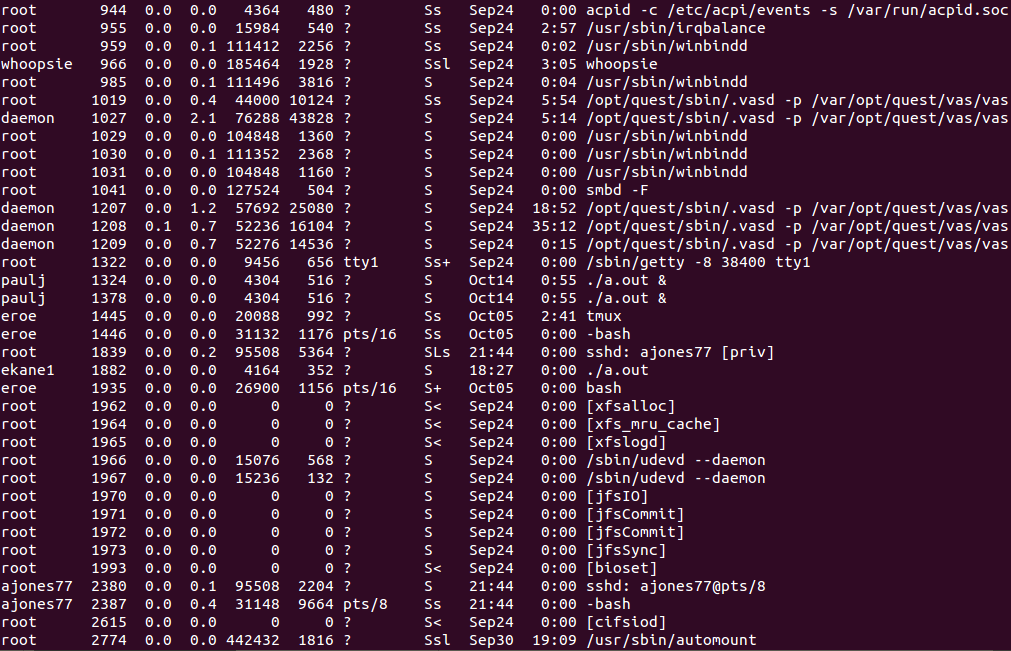 root       944  0.0  0.0   4364   480 ?        Ss   Sep24   0:00 acpid -c /etc/acpi/events -s /var/run/acpid.soc
root       955  0.0  0.0  15984   540 ?        Ss   Sep24   2:57 /usr/sbin/irqbalance
root       959  0.0  0.1 111412  2256 ?        Ss   Sep24   0:02 /usr/sbin/winbindd
whoopsie   966  0.0  0.0 185464  1928 ?        Ssl  Sep24   3:05 whoopsie
root       985  0.0  0.1 111496  3816 ?        S    Sep24   0:04 /usr/sbin/winbindd
root      1019  0.0  0.4  44000 10124 ?        Ss   Sep24   5:54 /opt/quest/sbin/.vasd -p /var/opt/quest/vas/vas
daemon    1027  0.0  2.1  76288 43828 ?        S    Sep24   5:14 /opt/quest/sbin/.vasd -p /var/opt/quest/vas/vas
root      1029  0.0  0.0 104848  1360 ?        S    Sep24   0:00 /usr/sbin/winbindd
root      1030  0.0  0.1 111352  2368 ?        S    Sep24   0:00 /usr/sbin/winbindd
root      1031  0.0  0.0 104848  1160 ?        S    Sep24   0:00 /usr/sbin/winbindd
root      1041  0.0  0.0 127524   504 ?        S    Sep24   0:00 smbd -F
daemon    1207  0.0  1.2  57692 25080 ?        S    Sep24  18:52 /opt/quest/sbin/.vasd -p /var/opt/quest/vas/vas
daemon    1208  0.1  0.7  52236 16104 ?        S    Sep24  35:12 /opt/quest/sbin/.vasd -p /var/opt/quest/vas/vas
daemon    1209  0.0  0.7  52276 14536 ?        S    Sep24   0:15 /opt/quest/sbin/.vasd -p /var/opt/quest/vas/vas
root      1322  0.0  0.0   9456   656 tty1     Ss+  Sep24   0:00 /sbin/getty -8 38400 tty1
paulj     1324  0.0  0.0   4304   516 ?        S    Oct14   0:55 ./a.out &
paulj     1378  0.0  0.0   4304   516 ?        S    Oct14   0:55 ./a.out &
eroe      1445  0.0  0.0  20088   992 ?        Ss   Oct05   2:41 tmux
eroe      1446  0.0  0.0  31132  1176 pts/16   Ss   Oct05   0:00 -bash
root      1839  0.0  0.2  95508  5364 ?        SLs  21:44   0:00 sshd: ajones77 [priv]
ekane1    1882  0.0  0.0   4164   352 ?        S    18:27   0:00 ./a.out
eroe      1935  0.0  0.0  26900  1156 pts/16   S+   Oct05   0:00 bash
root      1962  0.0  0.0      0     0 ?        S<   Sep24   0:00 [xfsalloc]
root      1964  0.0  0.0      0     0 ?        S<   Sep24   0:00 [xfs_mru_cache]
root      1965  0.0  0.0      0     0 ?        S<   Sep24   0:00 [xfslogd]
root      1966  0.0  0.0  15076   568 ?        S    Sep24   0:00 /sbin/udevd --daemon
root      1967  0.0  0.0  15236   132 ?        S    Sep24   0:00 /sbin/udevd --daemon
root      1970  0.0  0.0      0     0 ?        S    Sep24   0:00 [jfsIO]
root      1971  0.0  0.0      0     0 ?        S    Sep24   0:00 [jfsCommit]
root      1972  0.0  0.0      0     0 ?        S    Sep24   0:00 [jfsCommit]
root      1973  0.0  0.0      0     0 ?        S    Sep24   0:00 [jfsSync]
root      1993  0.0  0.0      0     0 ?        S<   Sep24   0:00 [bioset]
ajones77  2380  0.0  0.1  95508  2204 ?        S    21:44   0:00 sshd: ajones77@pts/8
ajones77  2387  0.0  0.4  31148  9664 pts/8    Ss   21:44   0:00 -bash
root      2615  0.0  0.0      0     0 ?        S<   Sep24   0:00 [cifsiod]
root      2774  0.0  0.0 442432  1816 ?        Ssl  Sep30  19:09 /usr/sbin/automount